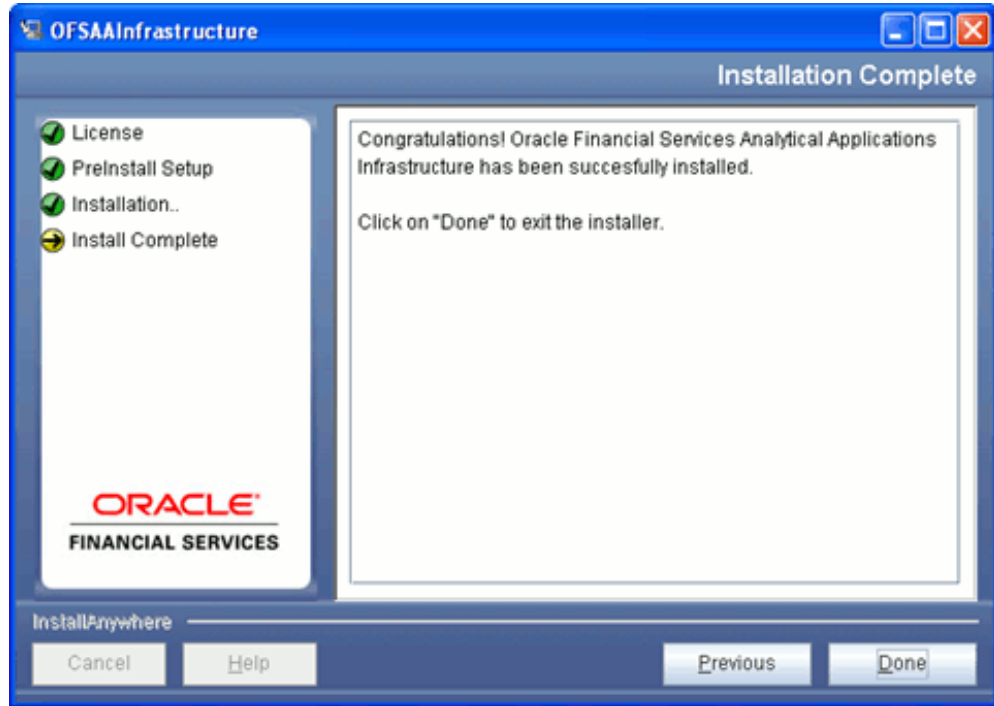 OFSAAInfrastructure
Installation Complete
License
PreInstall Setup
Installation..
Install Complete
ORACLE
FINANCIAL SERVICES
Congratulations! Oracle Financial Services Analytical Applications
Infrastructure has been succesfully installed.
Click on "Done" to exit the installer.
InstallAnywhere
Cancel
Help
Previous
Done